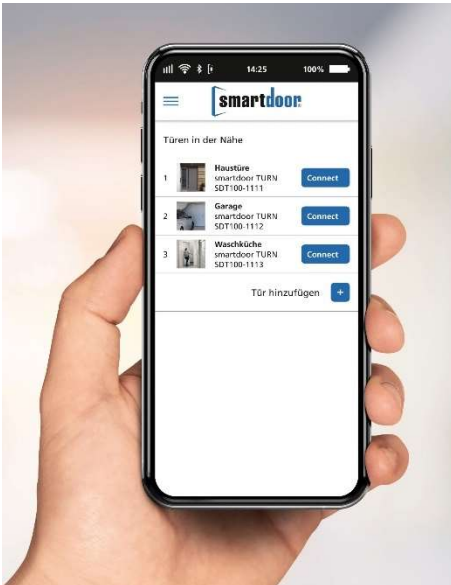 14:25
100%
smartdoor
Türen in der Nähe
1
Haustüre
smartdoor TURN
SDT100-1111
Connect
2
Garage
smartdoor TURN
SDT100-1112
Connect
3
Waschküche
smartdoor TURN
SDT100-1113
Connect
Tür hinzufügen +